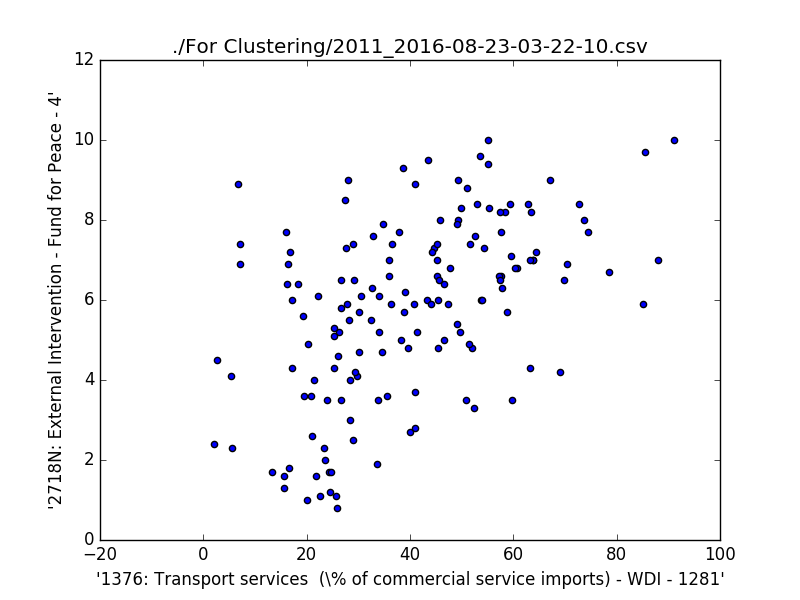 ./For Clustering/2011_2016-08-23-03-22-10.csv
12
10
8
6
4
2
0
'2718N: External Intervention - Fund for Peace - 4'
−20 0 20 40 60 80 100
'1376: Transport services  (\% of commercial service imports) - WDI - 1281'